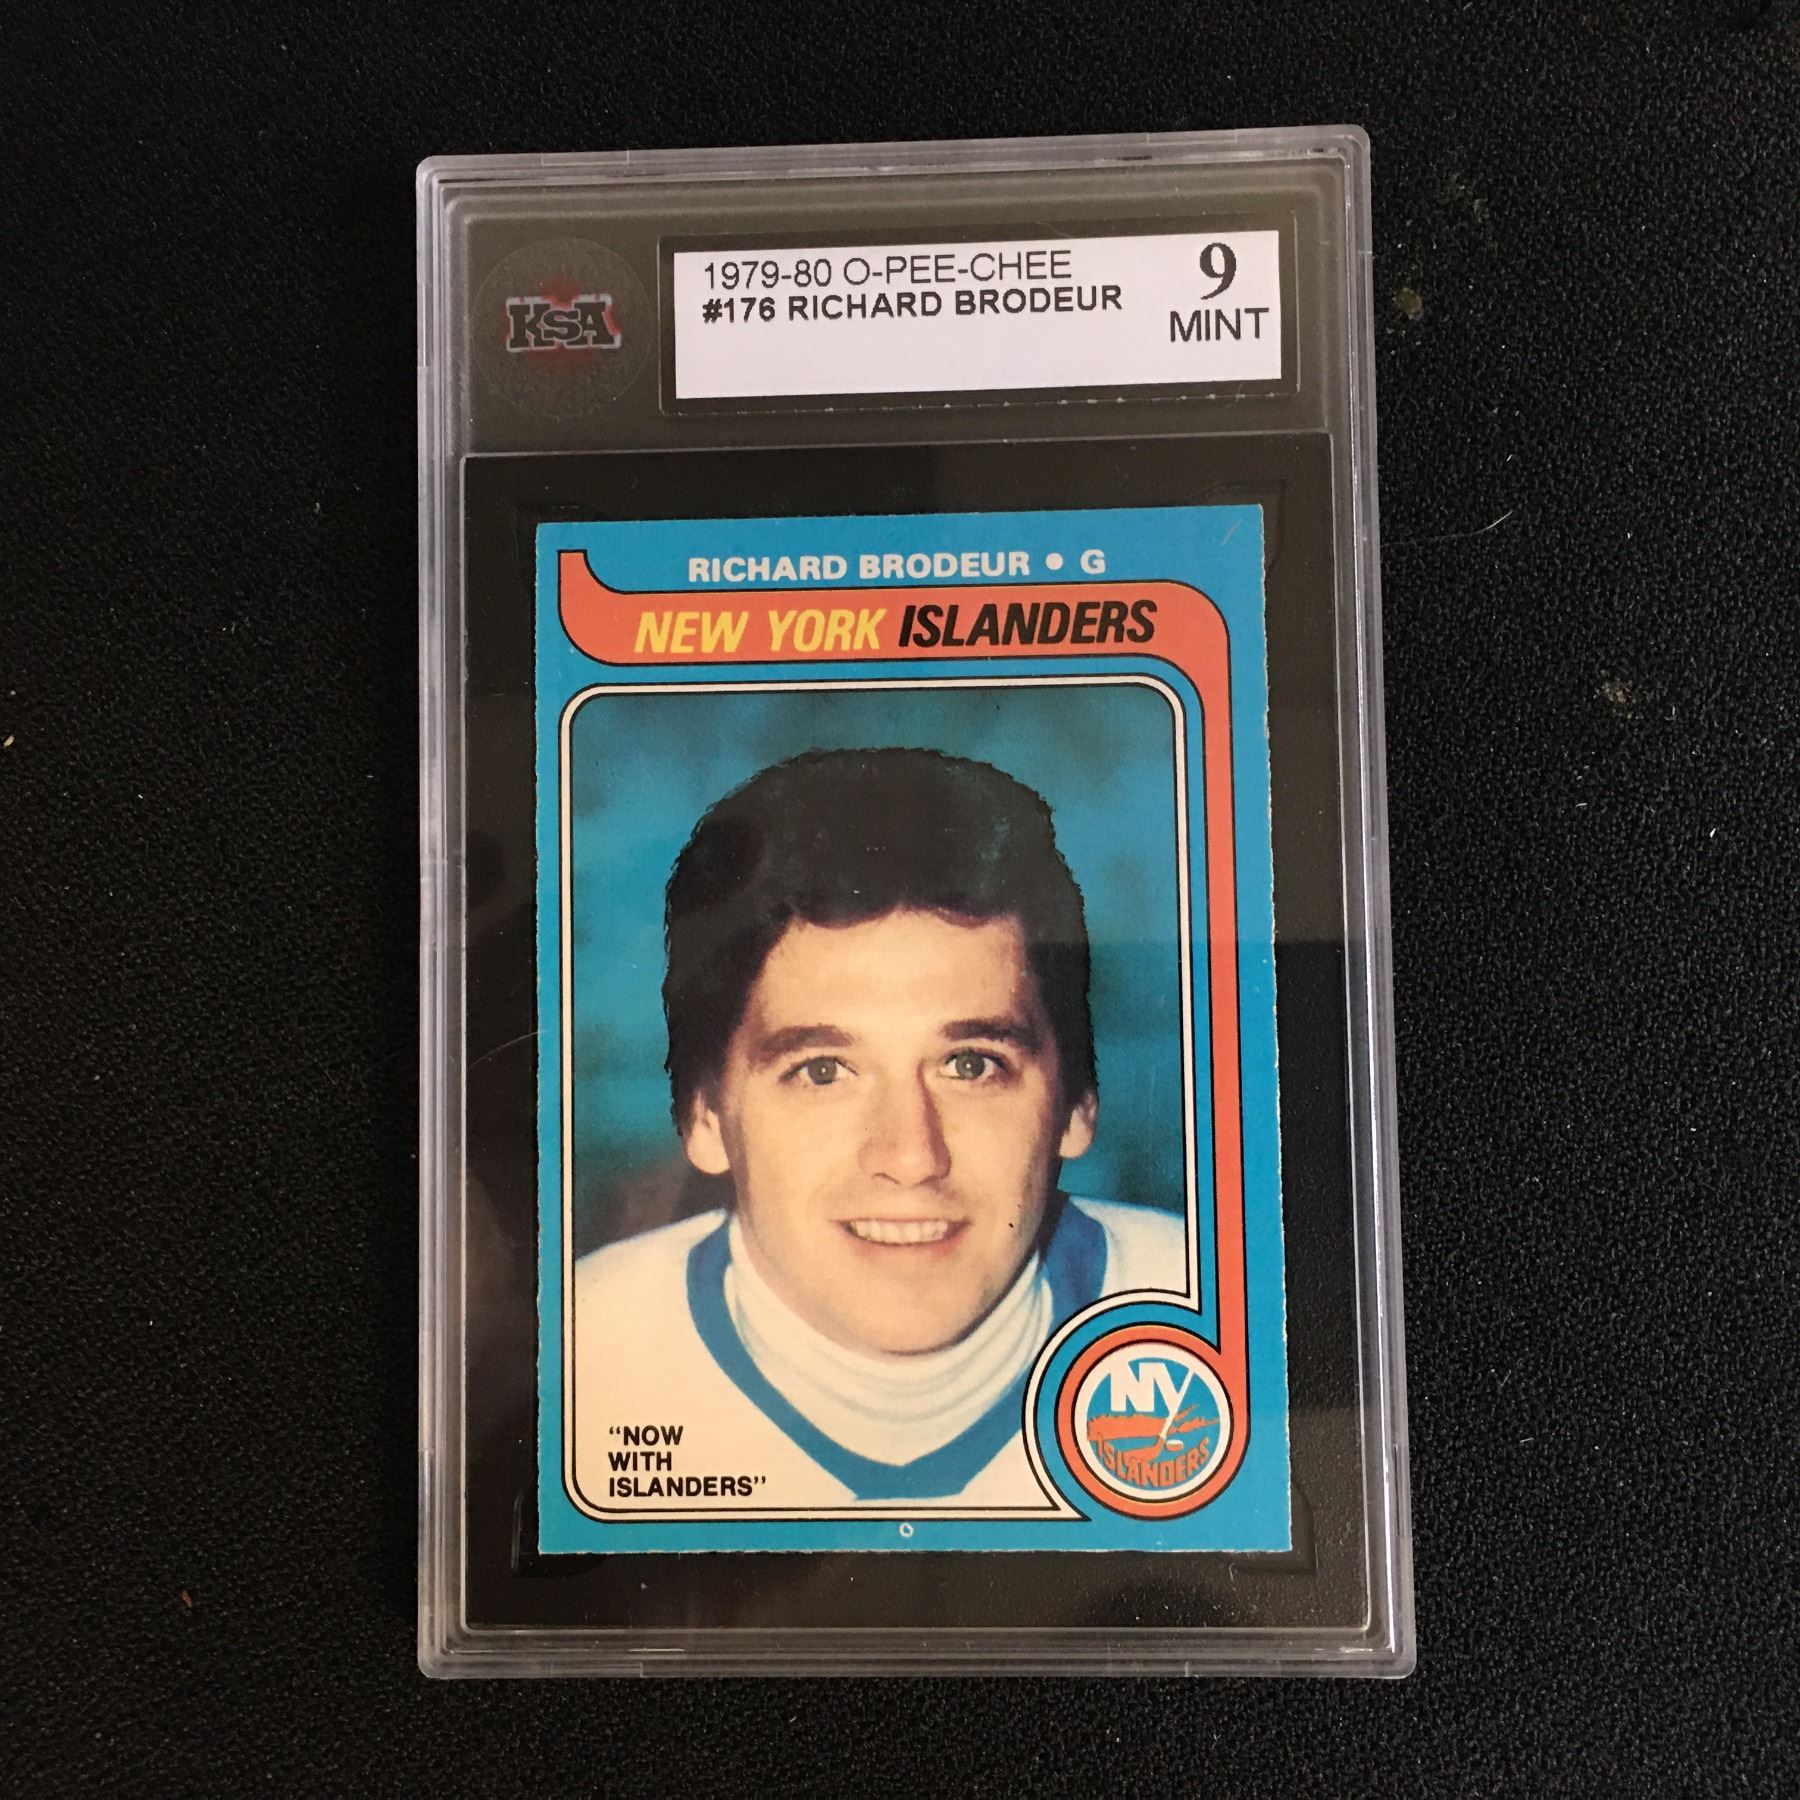 KSA
1979-80 O-PEE-CHEE
#176 RICHARD BRODEUR
9
MINT
RICHARD BRODEUR • G
NEW YORK ISLANDERS
"NOW
WITH
ISLANDERS"
NY
ISLANDERS